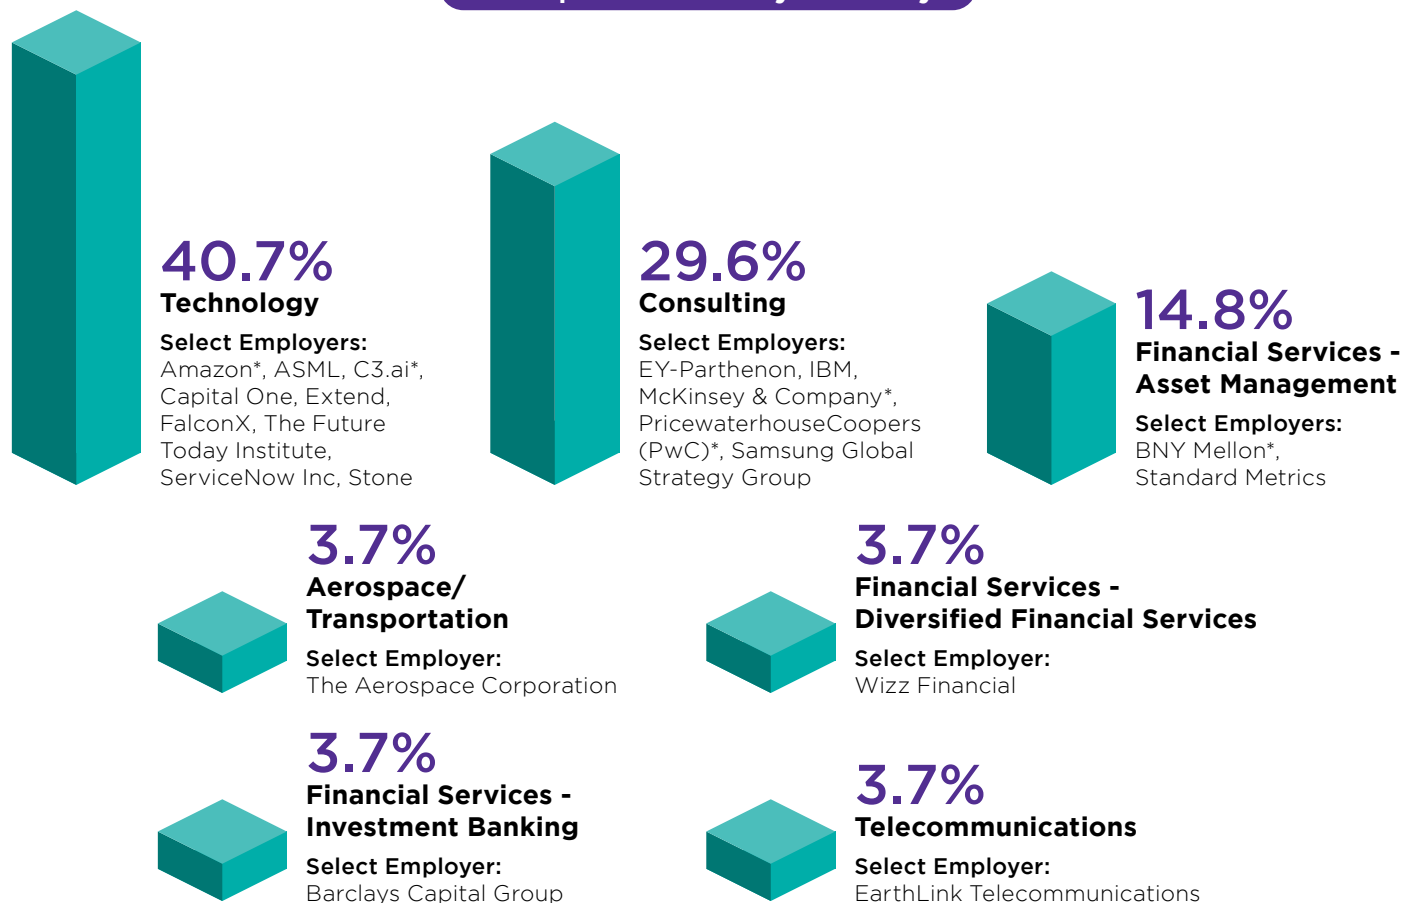 40.7%
Technology
Select Employers:
Amazon*, ASML, C3.ai*,
Capital One, Extend,
FalconX, The Future
Today Institute,
ServiceNow Inc, Stone
29.6%
Consulting
Select Employers:
EY-Parthenon, IBM,
McKinsey & Company*,
PricewaterhouseCoopers
(PwC)*, Samsung Global
Strategy Group
14.8%
Financial Services -
Asset Management
Select Employers:
BNY Mellon*,
Standard Metrics
3.7%
Aerospace/
Transportation
Select Employer:
The Aerospace Corporation
3.7%
Financial Services -
Diversified Financial Services
Select Employer:
Wizz Financial
3.7%
Financial Services -
Investment Banking
Select Employer:
Barclays Capital Group
3.7%
Telecommunications
Select Employer:
EarthLink Telecommunications